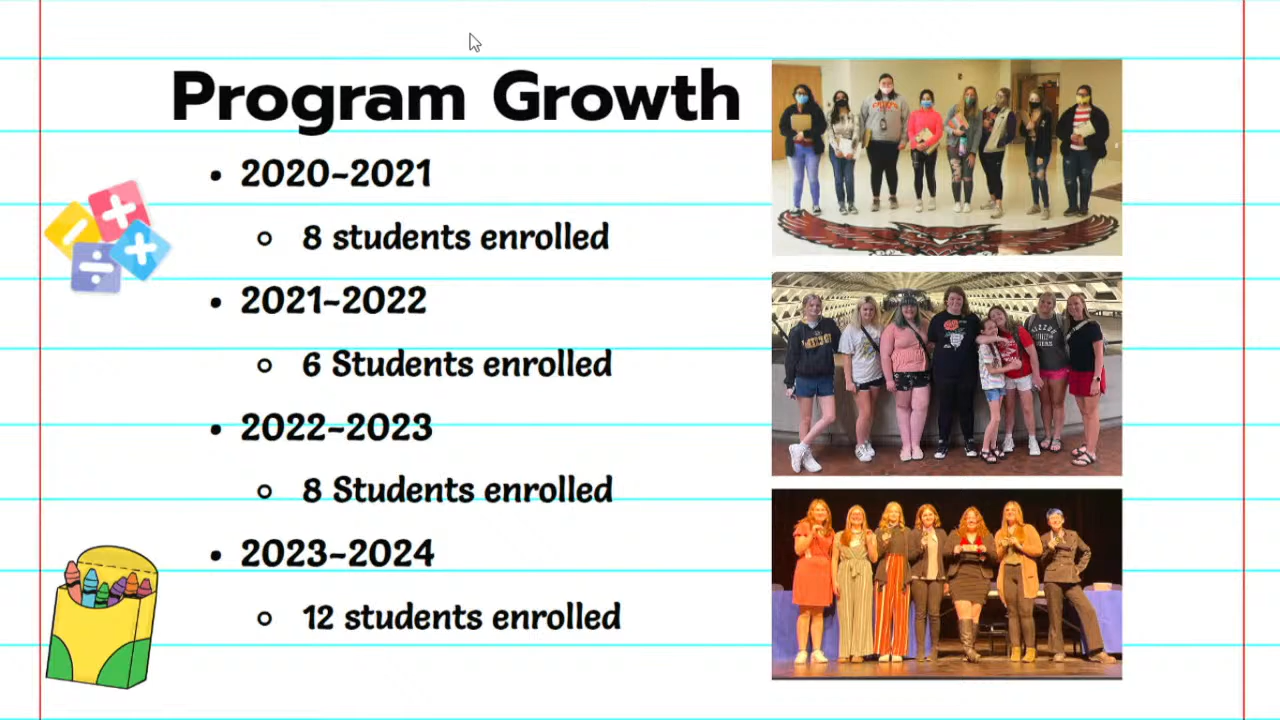 Program Growth
2020-2021
8 students enrolled
2021-2022
6 Students enrolled
2022-2023
8 Students enrolled
2023-2024
12 students enrolled